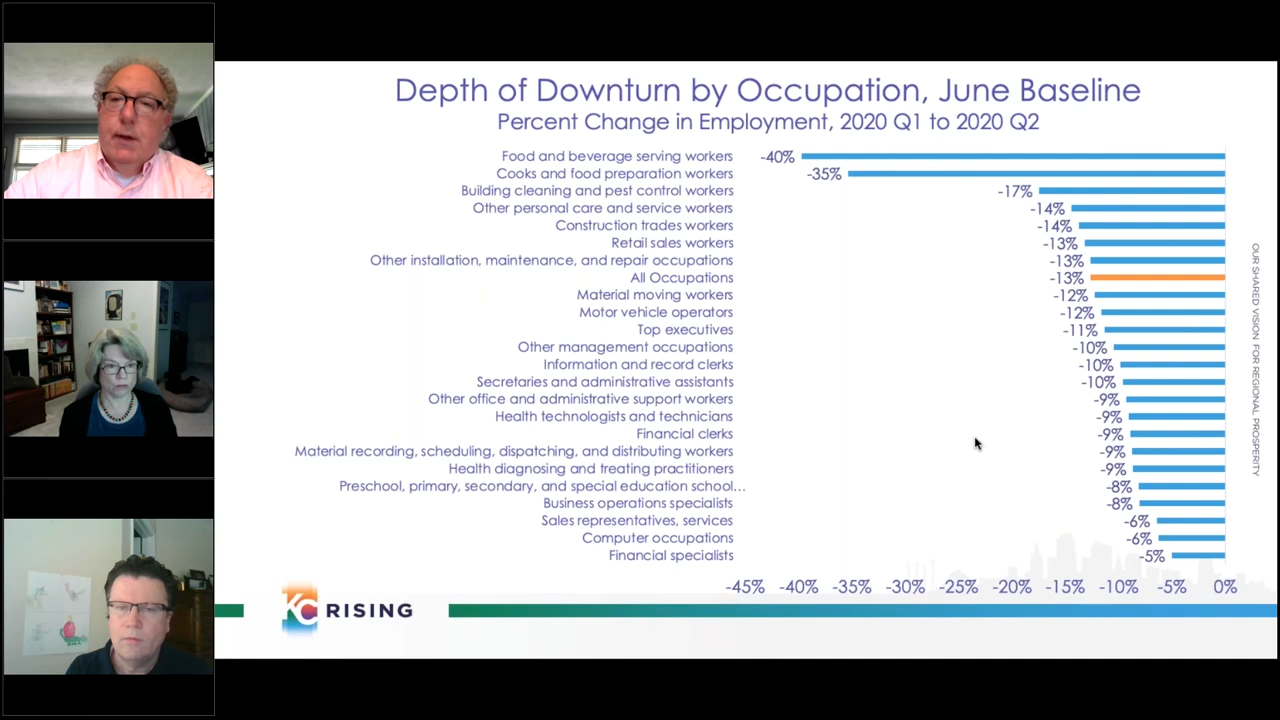 Depth of Downturn by Occupation, June Baseline
Percent Change in Employment, 2020 Q1 to 2020 Q2
Food and beverage serving workers -40%
Cooks and food preparation workers -35%
Building cleaning and pest control workers -17%
Other personal care and service workers -14%
Construction trades workers -14%
Retail sales workers -13%
Other installation, maintenance, and repair occupations -13%
All Occupations -13%
Material moving workers -12%
Motor vehicle operators -12%
Top executives -11%
Other management occupations -10%
Information and record clerks -10%
Secretaries and administrative assistants -10%
Other office and administrative support workers -9%
Health technologists and technicians -9%
Financial clerks -9%
Material recording, scheduling, dispatching, and distributing workers -9%
Health diagnosing and treating practitioners -9%
Preschool, primary, secondary, and special education school... -8%
Business operations specialists -8%
Sales representatives, services -6%
Computer occupations -6%
Financial specialists -5%
-45% -40% -35% -30% -25% -20% -15% -10% -5% 0%
OUR SHARED VISION FOR REGIONAL PROSPERITY
KC RISING